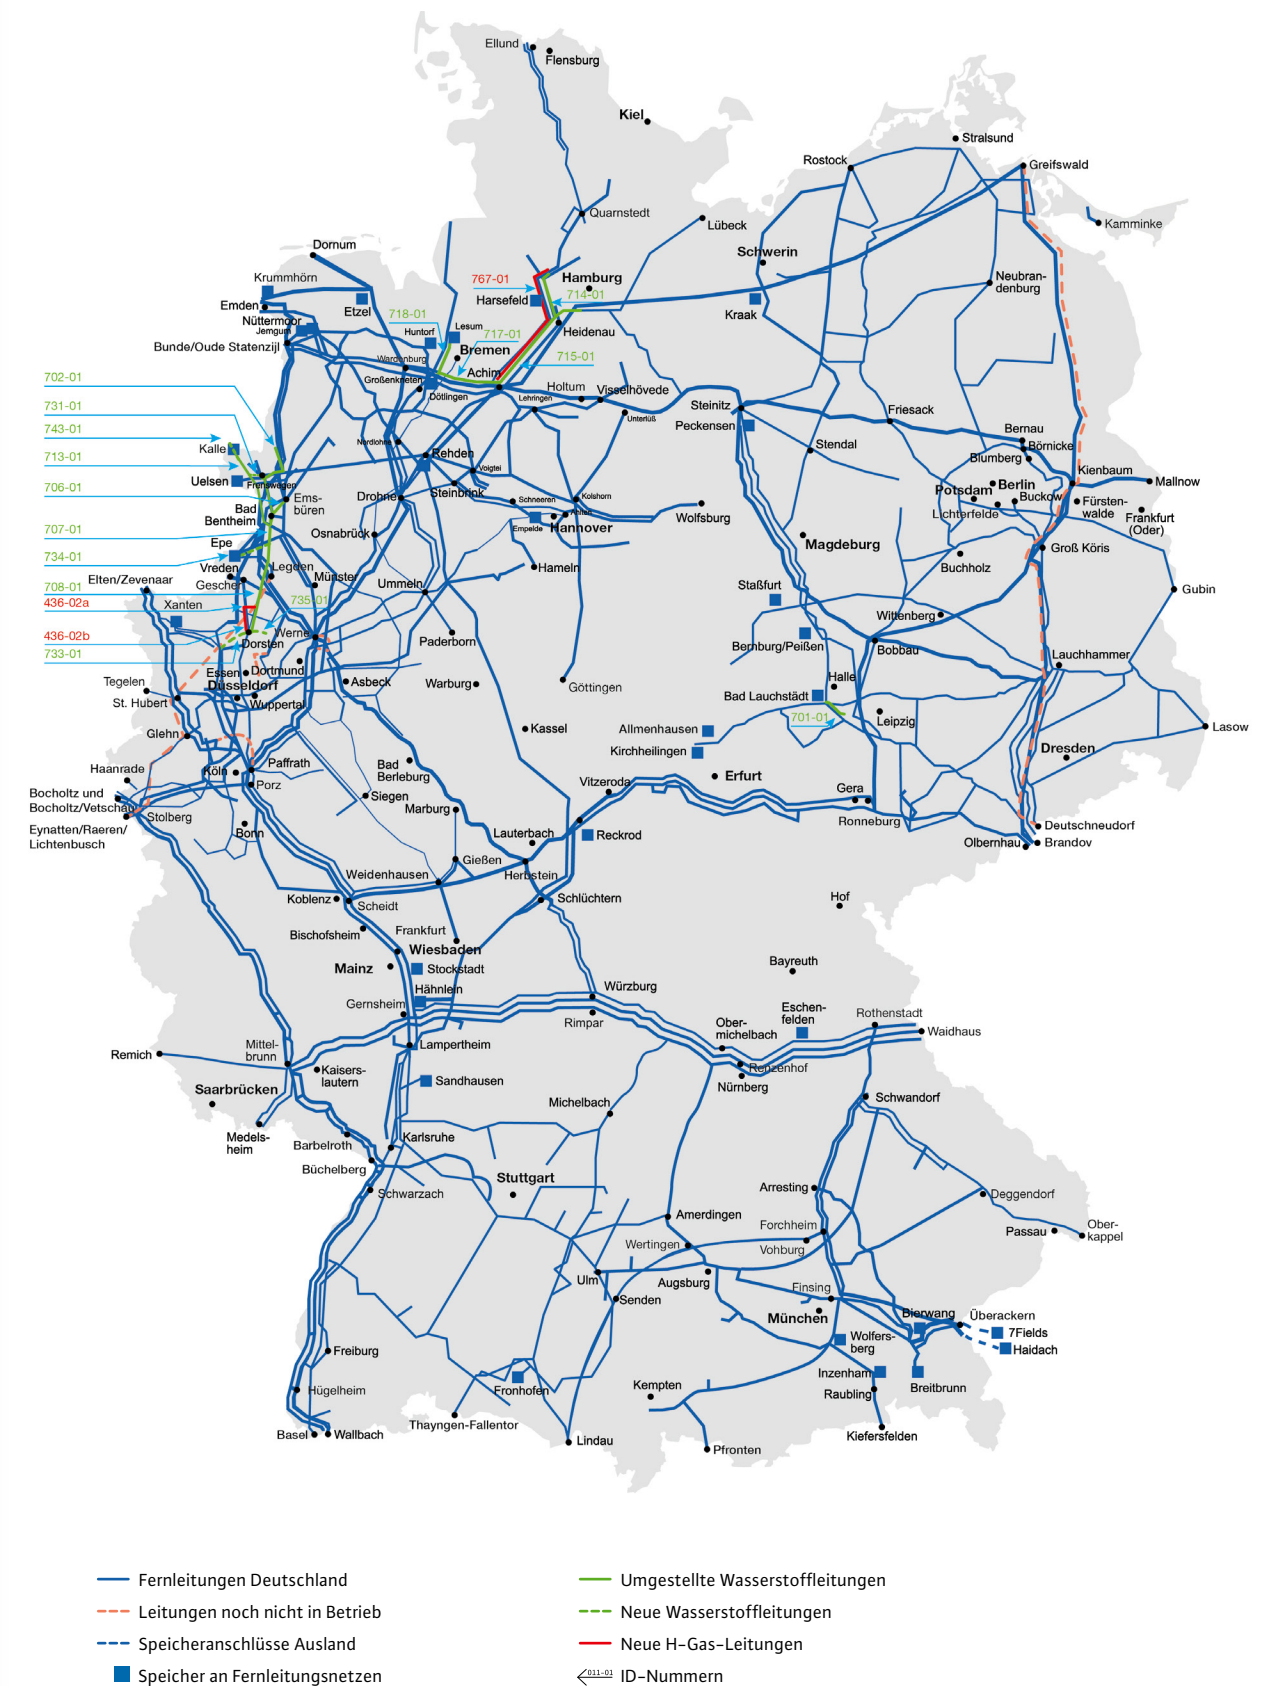 Ellund
Flensburg
Kiel
Stralsund
Rostock
Greifswald
Quarnstedt
Lübeck
Kamminke
Schwerin
Dornum
Krummhörn
767-01
Hamburg
Neubran-
denburg
Emden
Etzel
Harsefeld
714-01
Kraak
Nüttermoor
Jemgum
718-01
Huntorf
Lesum
717-01
Heidenau
Bunde/Oude Statenzijl
Bremen
Wardenburg
715-01
702-01
Großenkneten
Achim
Dötlingen
Holtum
Visselhövede
Lehringen
731-01
Unterlüß
Steinitz
Friesack
743-01
Peckensen
Bernau
Börnicke
Nordlohne
Stendal
Kalle
713-01
Rehden
Blumberg
Voigtei
Kienbaum
Uelsen
Frenswegen
706-01
Drohne
Steinbrink
Berlin
Mallnow
Potsdam
Ems-
büren
Schneeren
Kolshorn
Buckow
Fürsten-
walde
Bad
Bentheim
Ahlten
Wolfsburg
Lichterfelde
Frankfurt
(Oder)
707-01
Osnabrück
Empelde
Hannover
Magdeburg
Epe
Groß Köris
734-01
Vreden
Legden
Hameln
Buchholz
Elten/Zevenaar
Gescher
Münster
Ummeln
Staßfurt
Gubin
708-01
436-02a
Xanten
735-01
Wittenberg
436-02b
Werne
Dorsten
Paderborn
Bernburg/Peißen
Bobbau
733-01
Lauchhammer
Essen
Dortmund
Tegelen
Düsseldorf
Asbeck
Warburg
Göttingen
Halle
St. Hubert
Wuppertal
Bad Lauchstädt
701-01
Leipzig
Glehn
Kassel
Allmenhausen
Lasow
Kirchheilingen
Dresden
Haanrade
Köln
Paffrath
Bad
Berleburg
Erfurt
Porz
Vitzeroda
Gera
Bocholtz und
Bocholtz/Vetschau
Siegen
Marburg
Stolberg
Ronneburg
Deutschneudorf
Eynatten/Raeren/
Lichtenbusch
Bonn
Lauterbach
Reckrod
Olbernhau
Brandov
Gießen
Weidenhausen
Herbstein
Koblenz
Scheidt
Schlüchtern
Hof
Bischofsheim
Frankfurt
Wiesbaden
Mainz
Stockstadt
Bayreuth
Hähnlein
Würzburg
Gernsheim
Eschen-
felden
Rimpar
Rothenstadt
Ober-
michelbach
Waidhaus
Mittel-
brunn
Lampertheim
Remich
Kaisers-
lautern
Renzenhof
Sandhausen
Nürnberg
Saarbrücken
Michelbach
Schwandorf
Medels-
heim
Barbelroth
Karlsruhe
Büchelberg
Stuttgart
Schwarzach
Arresting
Deggendorf
Amerdingen
Forchheim
Passau
Ober-
kappel
Wertingen
Vohburg
Ulm
Augsburg
Finsing
Senden
München
Bierwang
Überackern
7Fields
Wolfers-
berg
Haidach
Freiburg
Inzenham
Hügelheim
Fronhofen
Kempten
Raubling
Breitbrunn
Thayngen-Fallentor
Basel
Wallbach
Lindau
Kiefersfelden
Pfronten
Fernleitungen Deutschland
Umgestellte Wasserstoffleitungen
Leitungen noch nicht in Betrieb
Neue Wasserstoffleitungen
Speicheranschlüsse Ausland
Neue H-Gas-Leitungen
Speicher an Fernleitungsnetzen
011-01
ID-Nummern